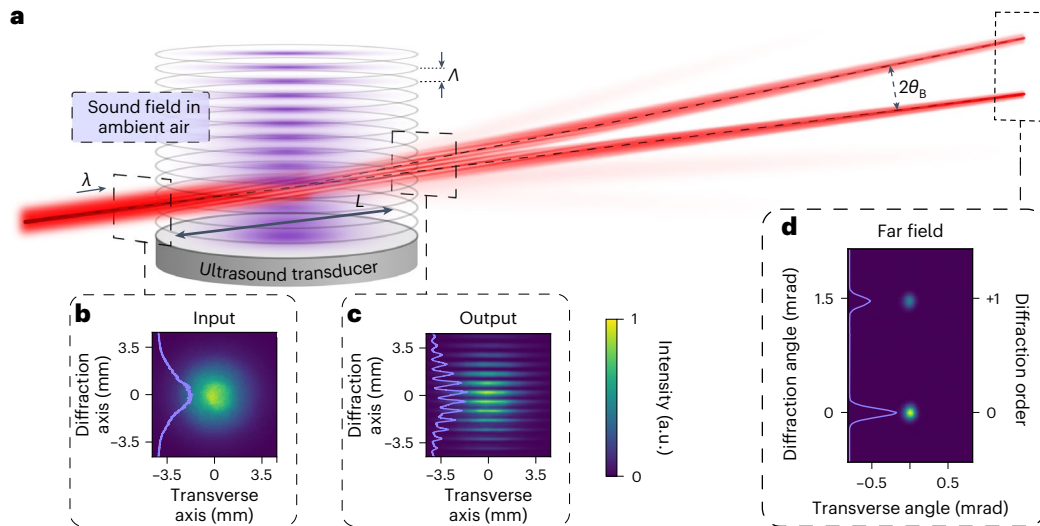 a
Sound field in
ambient air
Λ
2θB
λ
L
Ultrasound transducer
b
Input
3.5
0
−3.5
Diffraction
axis (mm)
−3.5
0
3.5
Transverse
axis (mm)
c
Output
3.5
0
−3.5
Diffraction
axis (mm)
−3.5
0
3.5
Transverse
axis (mm)
1
0
Intensity (a.u.)
d
Far field
1.5
0
Diffraction angle (mrad)
+1
0
Diffraction order
−0.5
0
0.5
Transverse angle (mrad)